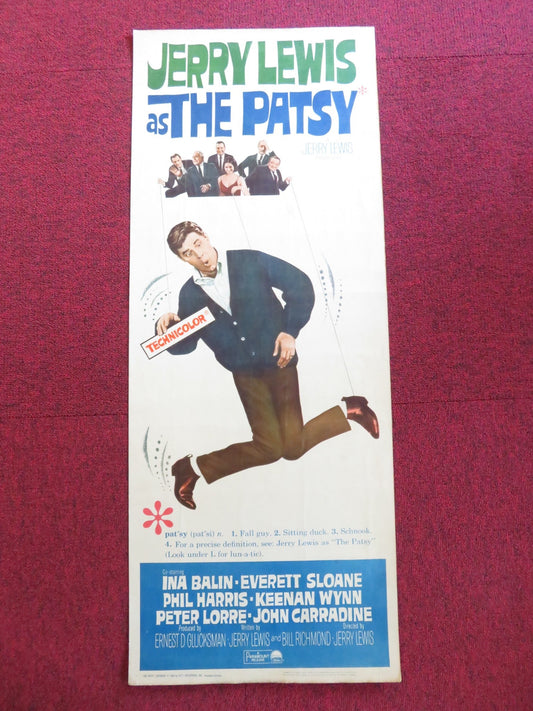 JERRY LEWIS
as THE PATSY*
JERRY LEWIS
TECHNICOLOR®
pat'sy (pat'si) n. 1. Fall guy. 2. Sitting duck. 3. Schnook.
4. For a precise definition, see: Jerry Lewis as "The Patsy"
(Look under L for lun-a-tic).
Co-starring
INA BALIN · EVERETT SLOANE
PHIL HARRIS · KEENAN WYNN
PETER LORRE · JOHN CARRADINE
Produced by Written by Directed by
ERNEST D. GLUCKSMAN · JERRY LEWIS and BILL RICHMOND · JERRY LEWIS
A PARAMOUNT RELEASE